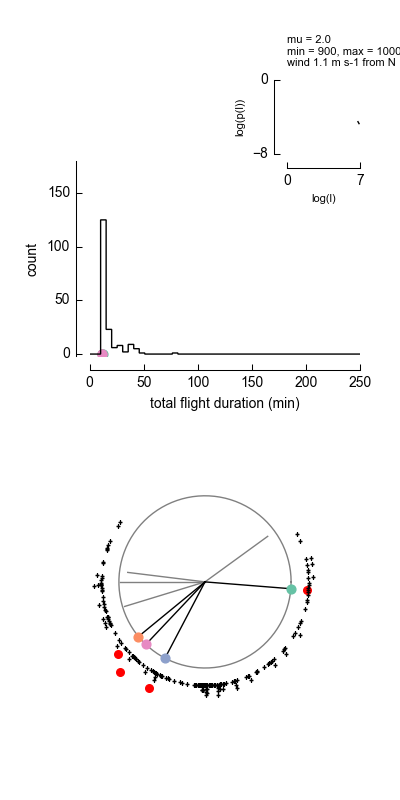 mu = 2.0
min = 900, max = 1000
wind 1.1 m s-1 from N
0
log(p(l))
−8
0 7
log(l)
150
100
50
0
count
0 50 100 150 200 250
total flight duration (min)